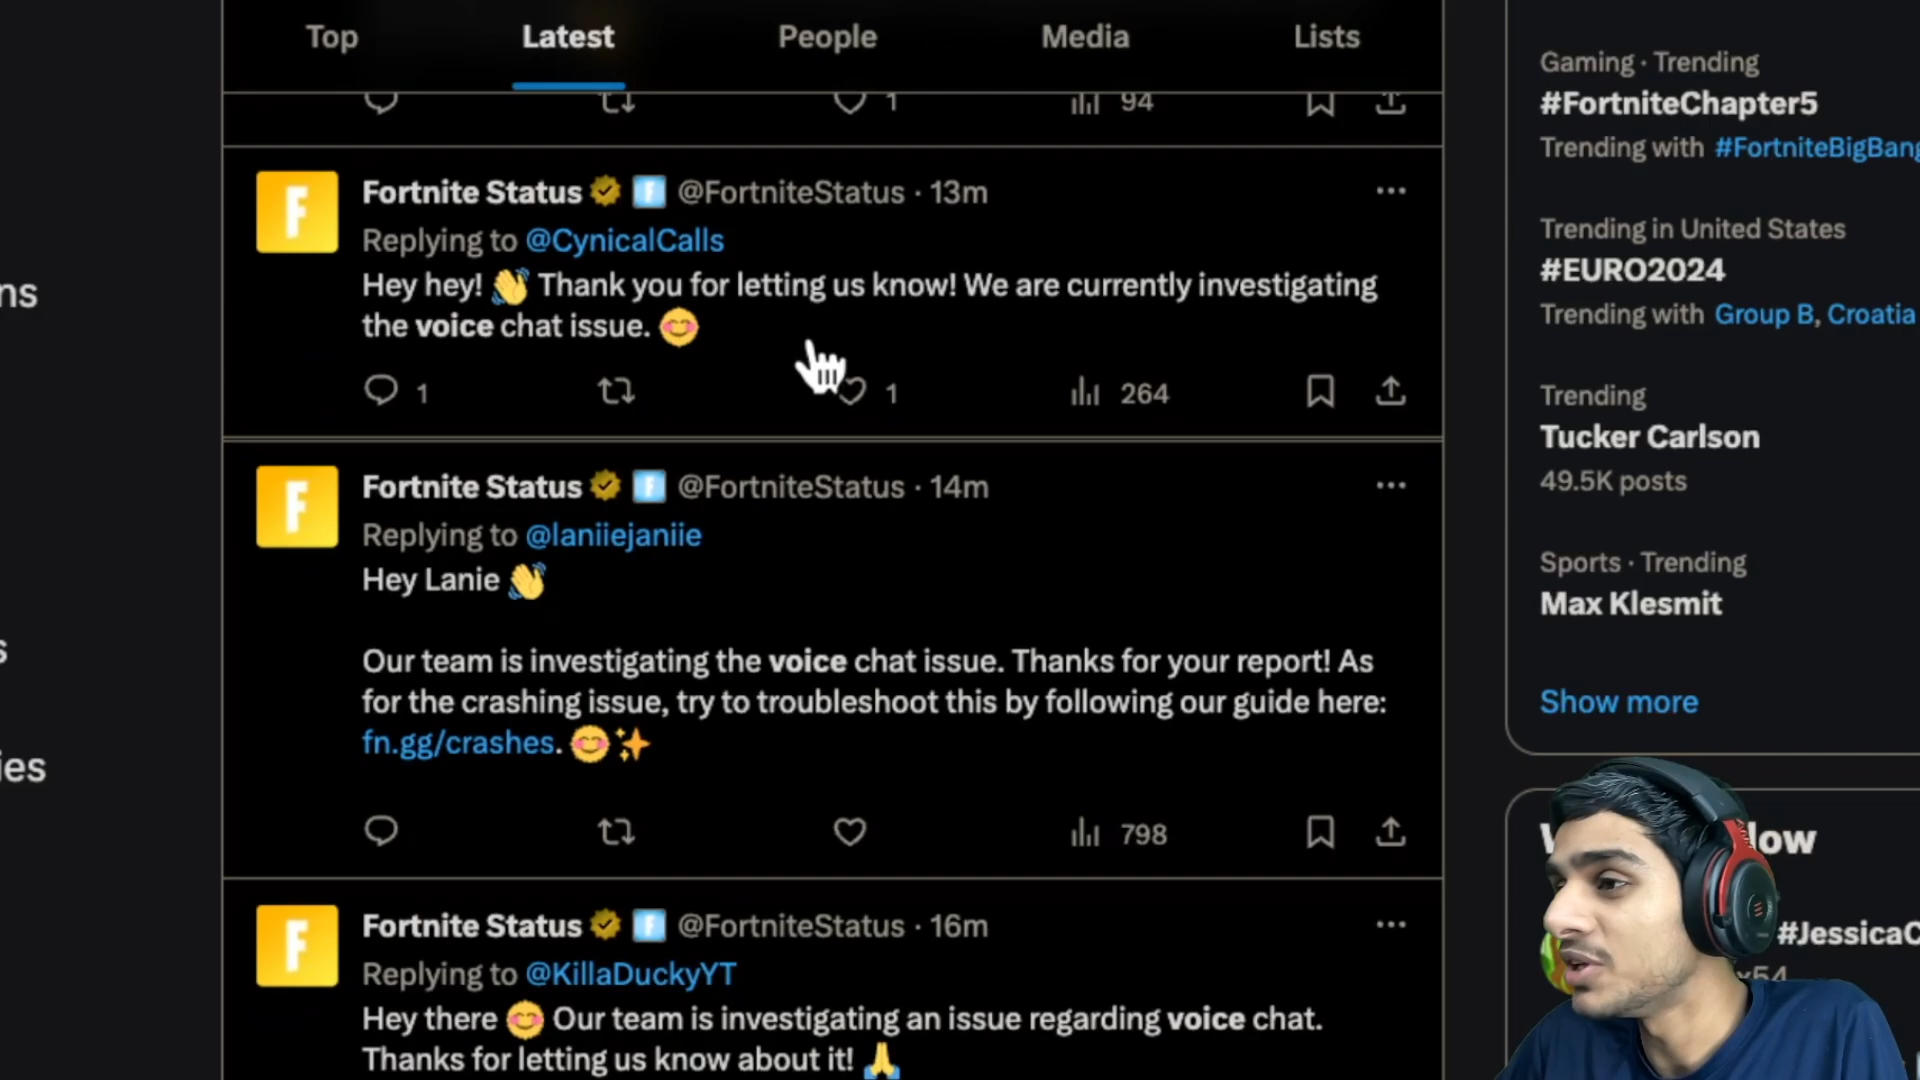 Top Latest People Media Lists
1 94
Fortnite Status @FortniteStatus · 13m
Replying to @CynicalCalls
Hey hey! 👋 Thank you for letting us know! We are currently investigating
the voice chat issue. 😊
1 1 264
Fortnite Status @FortniteStatus · 14m
Replying to @laniiejaniie
Hey Lanie 👋
Our team is investigating the voice chat issue. Thanks for your report! As
for the crashing issue, try to troubleshoot this by following our guide here:
fn.gg/crashes. 😊✨
798
Fortnite Status @FortniteStatus · 16m
Replying to @KillaDuckyYT
Hey there 😊 Our team is investigating an issue regarding voice chat.
Thanks for letting us know about it! 🙏
Gaming · Trending
#FortniteChapter5
Trending with #FortniteBigBang
Trending in United States
#EURO2024
Trending with Group B, Croatia
Trending
Tucker Carlson
49.5K posts
Sports · Trending
Max Klesmit
Show more
ns
s
ies